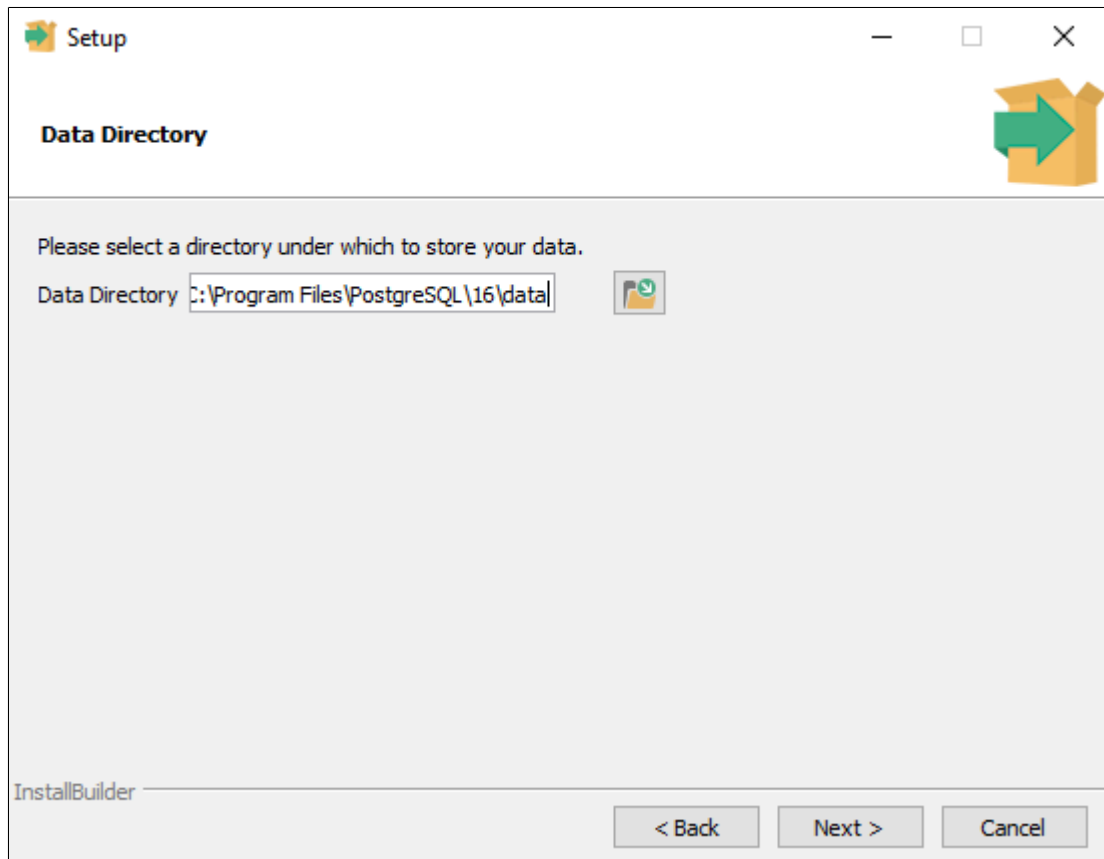 Setup
Data Directory
Please select a directory under which to store your data.
Data Directory C:\Program Files\PostgreSQL\16\data
InstallBuilder
< Back Next > Cancel